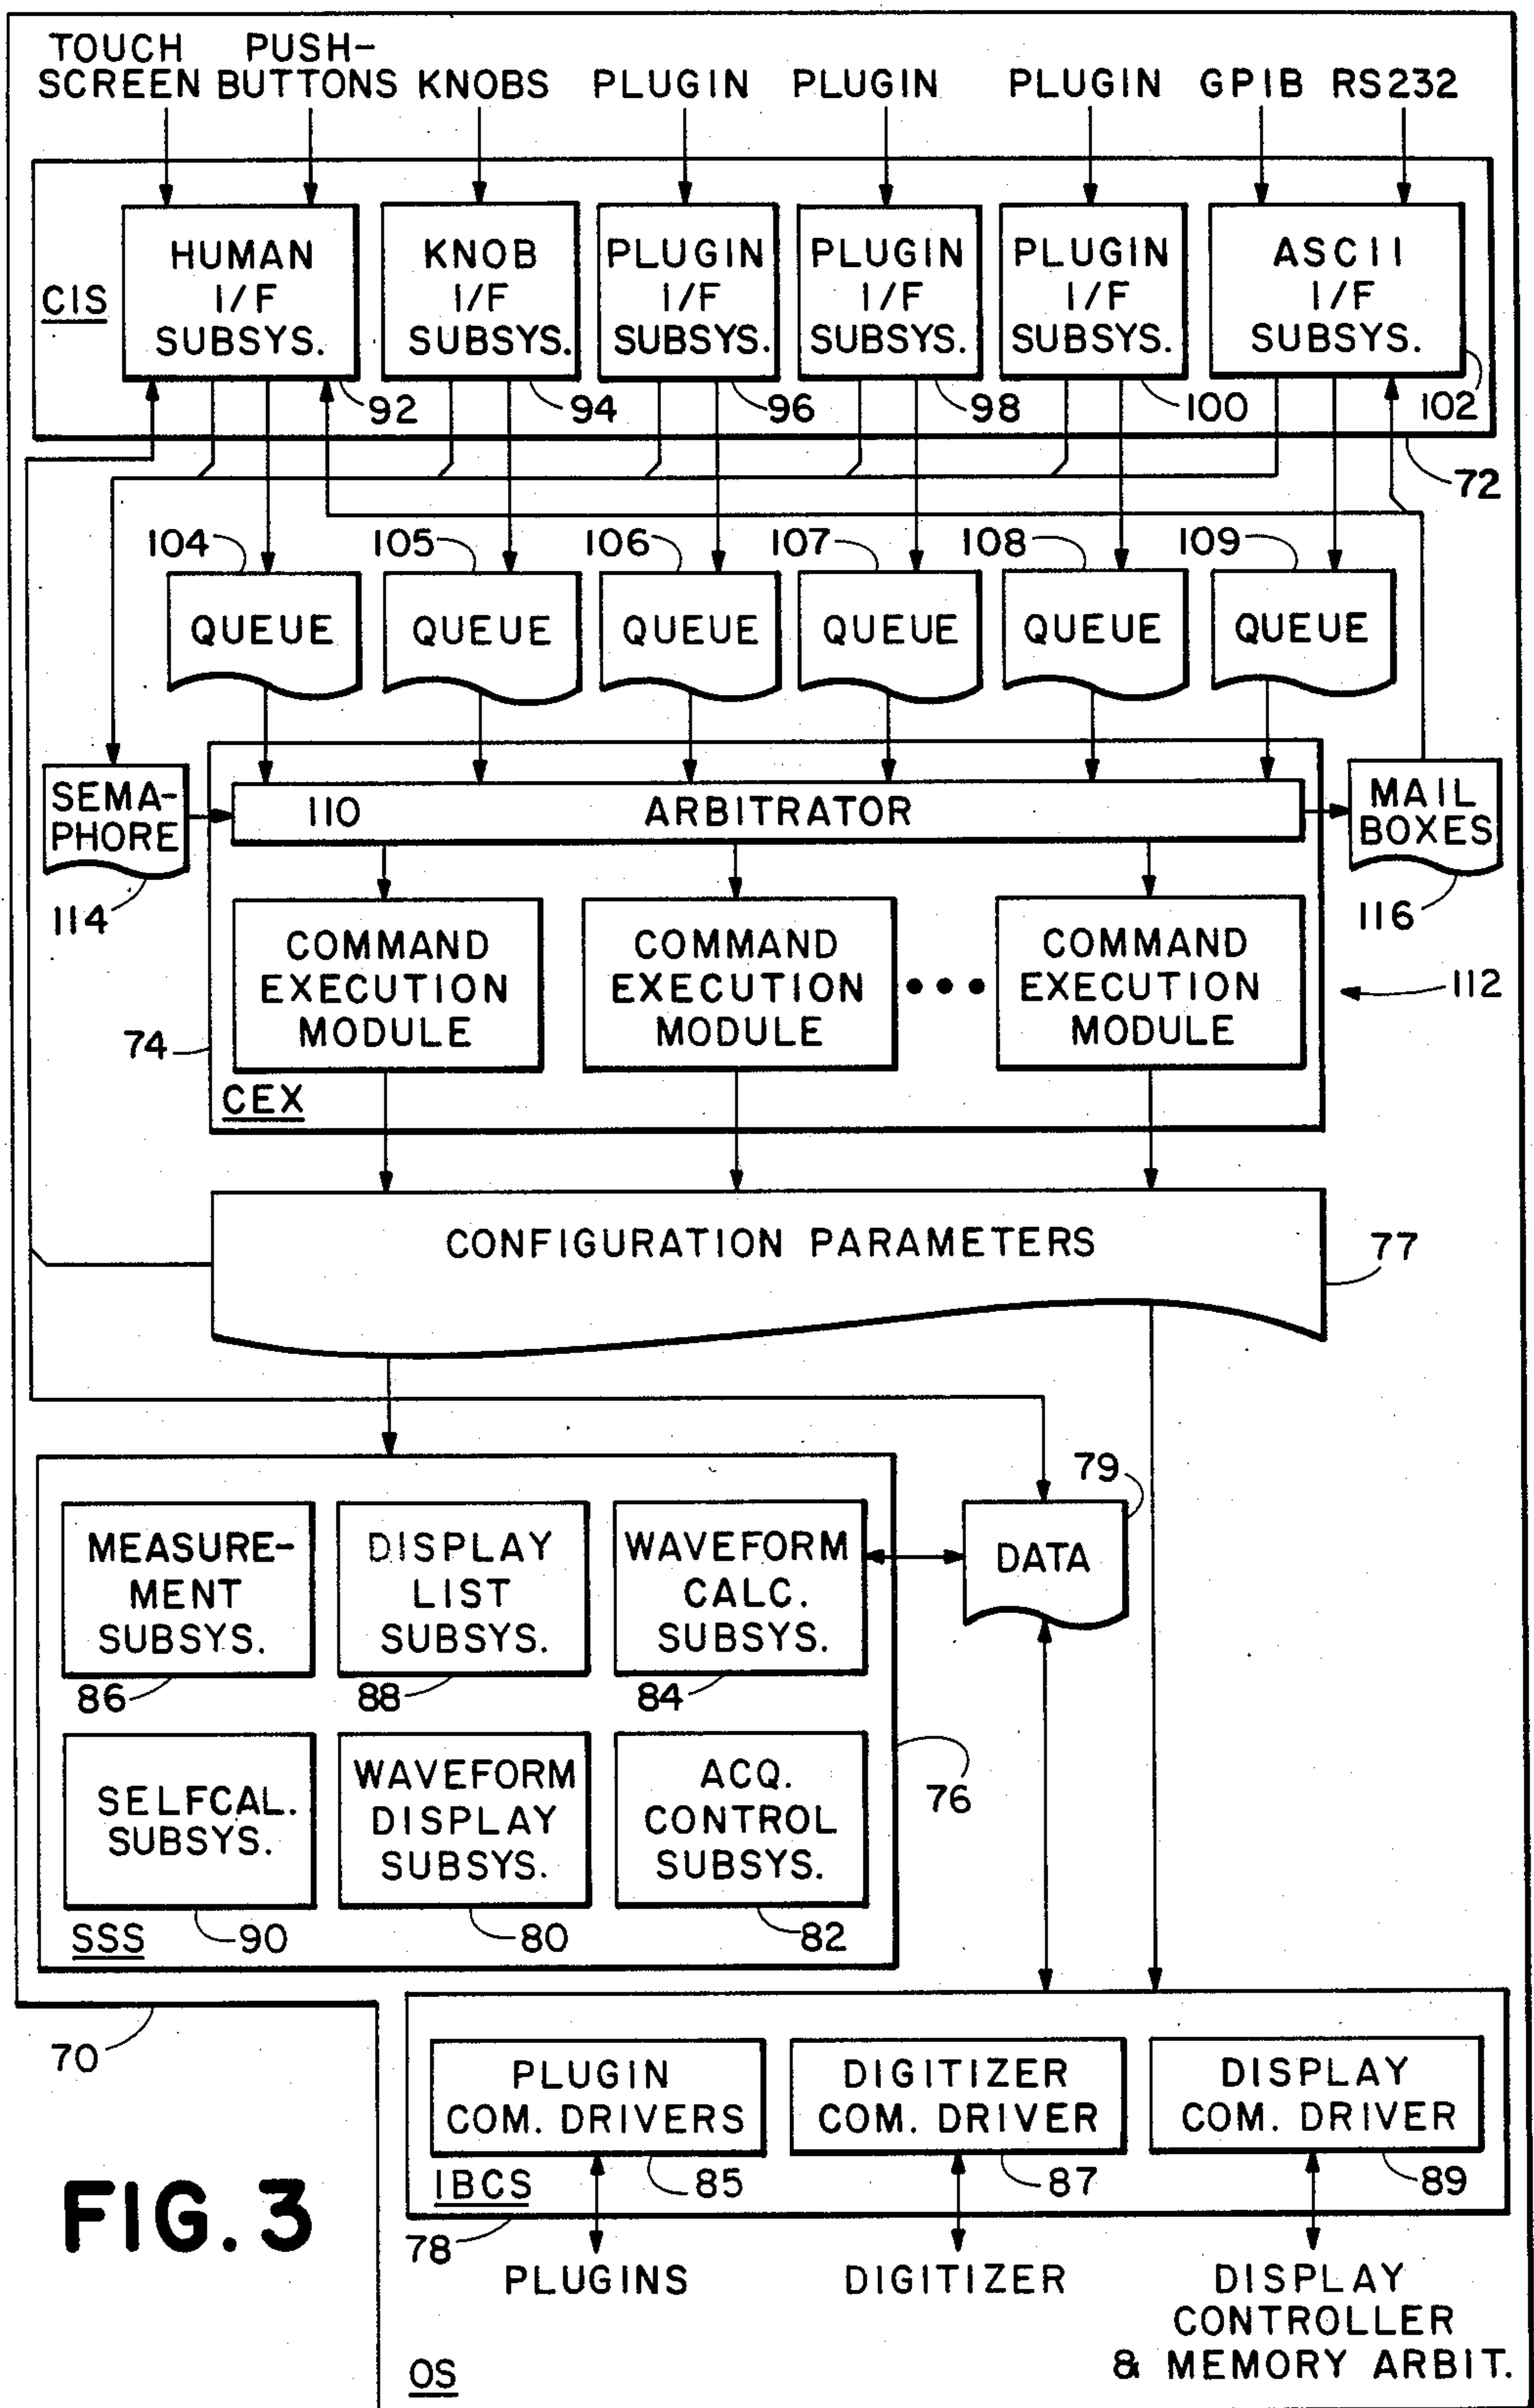 TOUCH PUSH-
SCREEN BUTTONS KNOBS PLUGIN PLUGIN PLUGIN GPIB RS232
CIS
HUMAN
I/F
SUBSYS.
KNOB
I/F
SUBSYS.
PLUGIN
I/F
SUBSYS.
PLUGIN
I/F
SUBSYS.
PLUGIN
I/F
SUBSYS.
ASCII
I/F
SUBSYS.
92 94 96 98 100 102
72
104 105 106 107 108 109
QUEUE QUEUE QUEUE QUEUE QUEUE QUEUE
SEMA-
PHORE
114
110 ARBITRATOR
MAIL
BOXES
116
COMMAND
EXECUTION
MODULE
COMMAND
EXECUTION
MODULE
•••
COMMAND
EXECUTION
MODULE
112
74
CEX
CONFIGURATION PARAMETERS
77
79
MEASURE-
MENT
SUBSYS.
DISPLAY
LIST
SUBSYS.
WAVEFORM
CALC.
SUBSYS.
DATA
86 88 84
SELFCAL.
SUBSYS.
WAVEFORM
DISPLAY
SUBSYS.
ACQ.
CONTROL
SUBSYS.
76
SSS 90 80 82
70
PLUGIN
COM. DRIVERS
DIGITIZER
COM. DRIVER
DISPLAY
COM. DRIVER
IBCS 85 87 89
FIG. 3
78
PLUGINS
DIGITIZER
DISPLAY
CONTROLLER
& MEMORY ARBIT.
OS